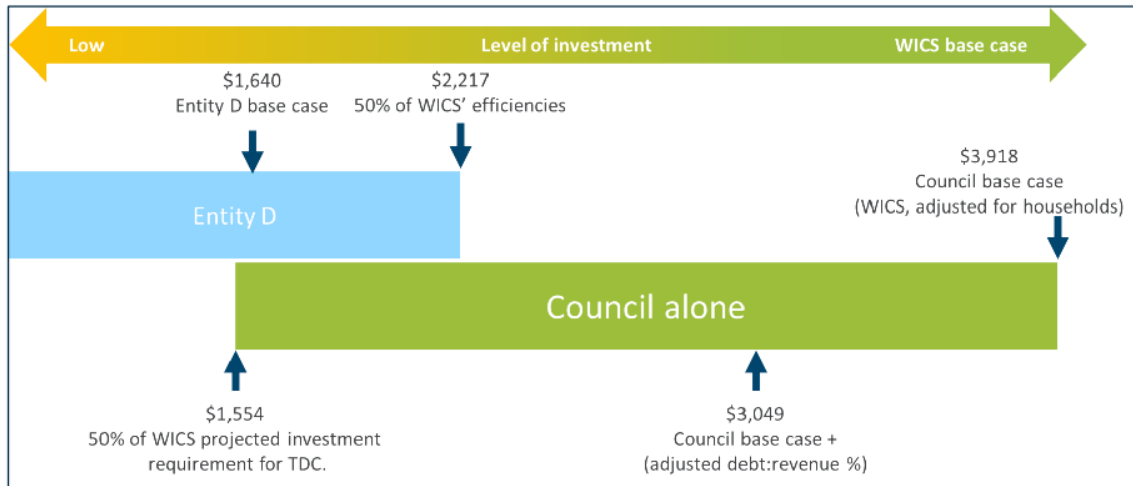 Low
Level of investment
WICS base case
$1,640
Entity D base case
$2,217
50% of WICS' efficiencies
$3,918
Council base case
(WICS, adjusted for households)
Entity D
Council alone
$1,554
50% of WICS projected investment
requirement for TDC.
$3,049
Council base case +
(adjusted debt:revenue %)